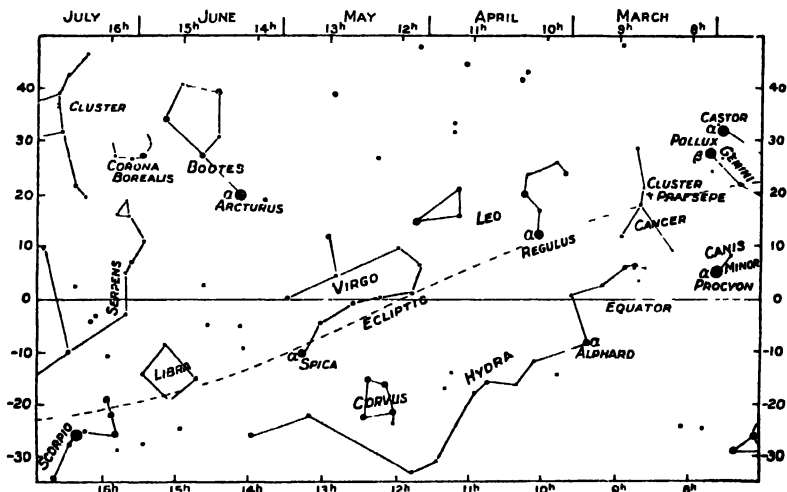 JULY JUNE MAY APRIL MARCH
16h 15h 14h 13h 12h 11h 10h 9h 8h
40 40
CLUSTER
CASTOR
α
30 30
POLLUX
β
GEMINI
CORONA
BOREALIS
BOOTES
CLUSTER
PRAESEPE
20 α 20
ARCTURUS
LEO
CANCER
10 α 10
REGULUS
CANIS
MINOR
α
PROCYON
SERPENS
VIRGO
0 0
ECLIPTIC
EQUATOR
-10 α -10
SPICA
α
ALPHARD
LIBRA
HYDRA
CORVUS
-20 -20
SCORPIO
-30 -30
16h 15h 14h 13h 12h 11h 10h 9h 8h